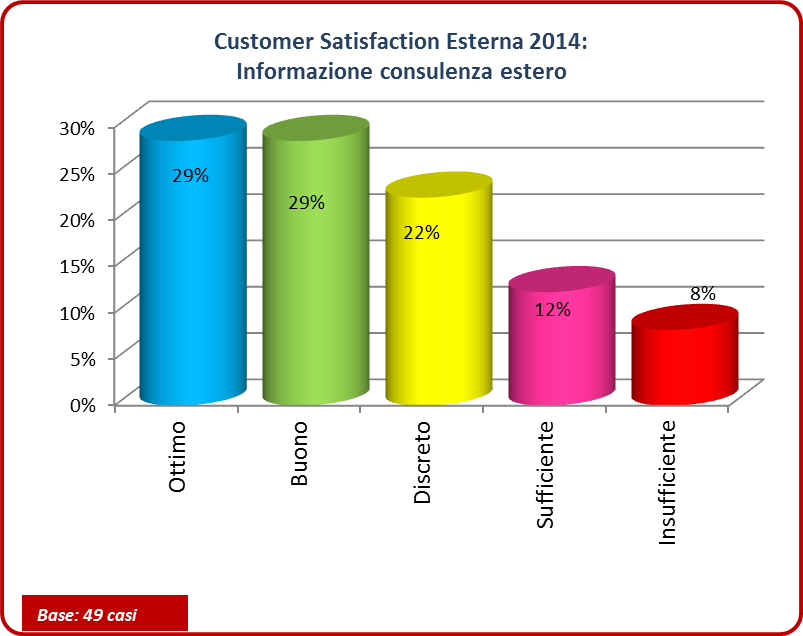 Customer Satisfaction Esterna 2014:
Informazione consulenza estero
30%
25%
20%
15%
10%
5%
0%
29%
29%
22%
12%
8%
Ottimo
Buono
Discreto
Sufficiente
Insufficiente
Base: 49 casi